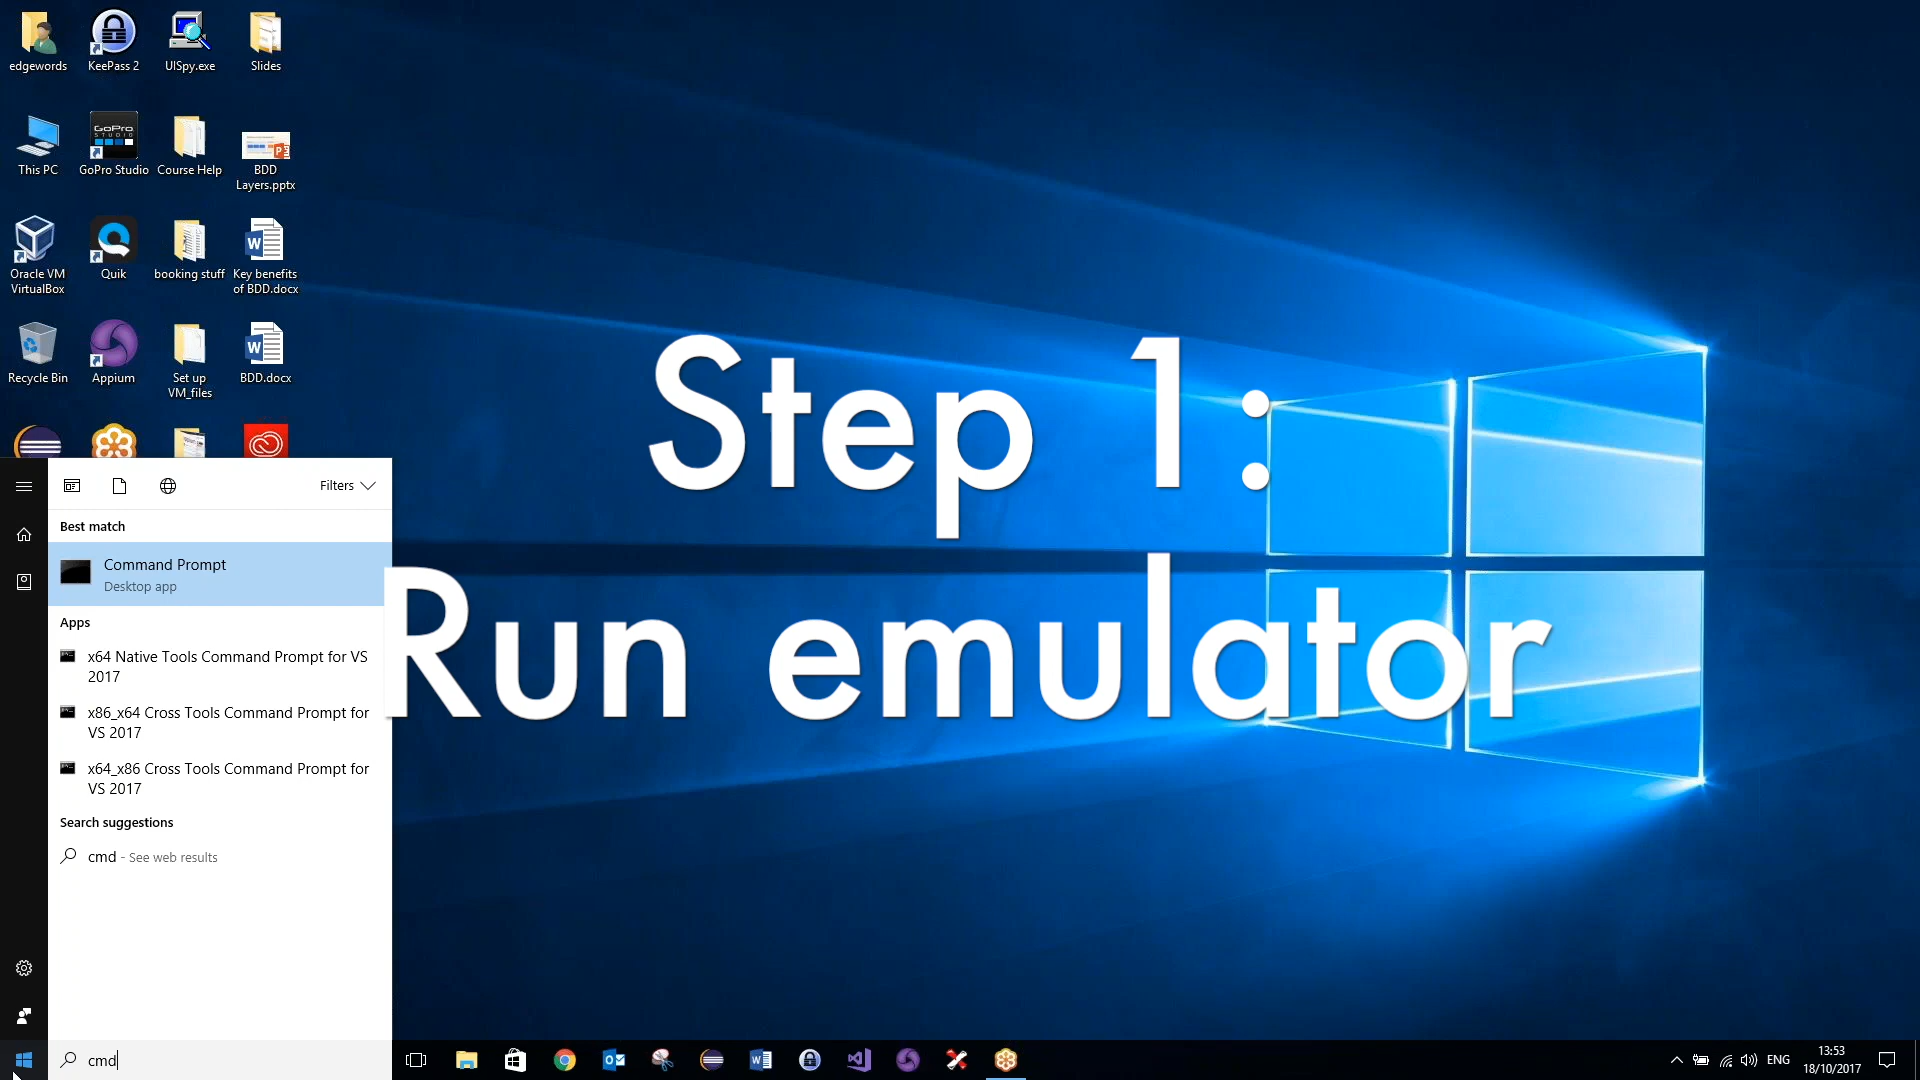 edgewords
KeePass 2
UISpy.exe
Slides
This PC
GoPro
STUDIO
GoPro Studio
Course Help
BDD
Layers.pptx
Oracle VM
VirtualBox
Quik
booking stuff
Key benefits
of BDD.docx
Recycle Bin
Appium
Set up
VM_files
BDD.docx
Step 1:
Run emulator
Filters
Best match
Command Prompt
Desktop app
Apps
x64 Native Tools Command Prompt for VS
2017
x86_x64 Cross Tools Command Prompt for
VS 2017
x64_x86 Cross Tools Command Prompt for
VS 2017
Search suggestions
cmd - See web results
cmd
ENG
13:53
18/10/2017